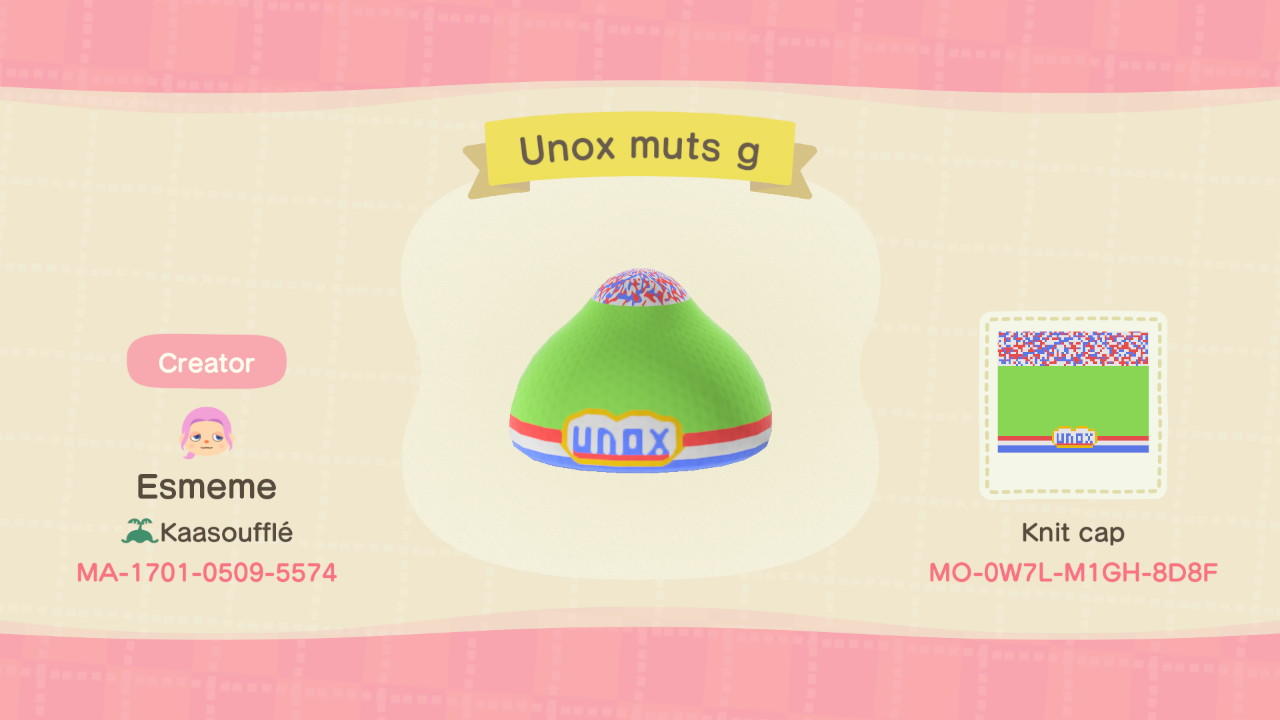 Unox muts g
unox
Creator
Esmeme
Kaasoufflé
MA-1701-0509-5574
unox
Knit cap
MO-0W7L-M1GH-8D8F